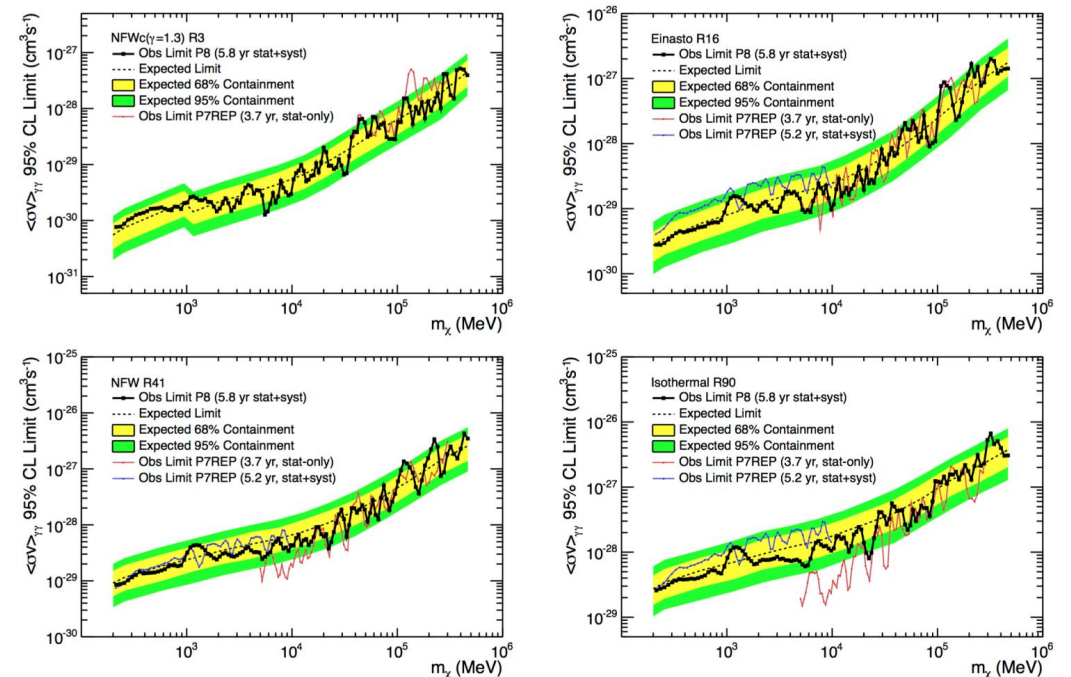 NFWc(γ=1.3) R3
Obs Limit P8 (5.8 yr stat+syst)
Expected Limit
Expected 68% Containment
Expected 95% Containment
Obs Limit P7REP (3.7 yr, stat-only)
<σv>γγ 95% CL Limit (cm³s⁻¹)
10⁻²⁷
10⁻²⁸
10⁻²⁹
10⁻³⁰
10⁻³¹
10³ 10⁴ 10⁵ 10⁶
mχ (MeV)
Einasto R16
Obs Limit P8 (5.8 yr stat+syst)
Expected Limit
Expected 68% Containment
Expected 95% Containment
Obs Limit P7REP (3.7 yr, stat-only)
Obs Limit P7REP (5.2 yr, stat+syst)
<σv>γγ 95% CL Limit (cm³s⁻¹)
10⁻²⁶
10⁻²⁷
10⁻²⁸
10⁻²⁹
10⁻³⁰
10³ 10⁴ 10⁵ 10⁶
mχ (MeV)
NFW R41
Obs Limit P8 (5.8 yr stat+syst)
Expected Limit
Expected 68% Containment
Expected 95% Containment
Obs Limit P7REP (3.7 yr, stat-only)
Obs Limit P7REP (5.2 yr, stat+syst)
<σv>γγ 95% CL Limit (cm³s⁻¹)
10⁻²⁵
10⁻²⁶
10⁻²⁷
10⁻²⁸
10⁻²⁹
10⁻³⁰
10³ 10⁴ 10⁵ 10⁶
mχ (MeV)
Isothermal R90
Obs Limit P8 (5.8 yr stat+syst)
Expected Limit
Expected 68% Containment
Expected 95% Containment
Obs Limit P7REP (3.7 yr, stat-only)
Obs Limit P7REP (5.2 yr, stat+syst)
<σv>γγ 95% CL Limit (cm³s⁻¹)
10⁻²⁵
10⁻²⁶
10⁻²⁷
10⁻²⁸
10⁻²⁹
10³ 10⁴ 10⁵ 10⁶
mχ (MeV)